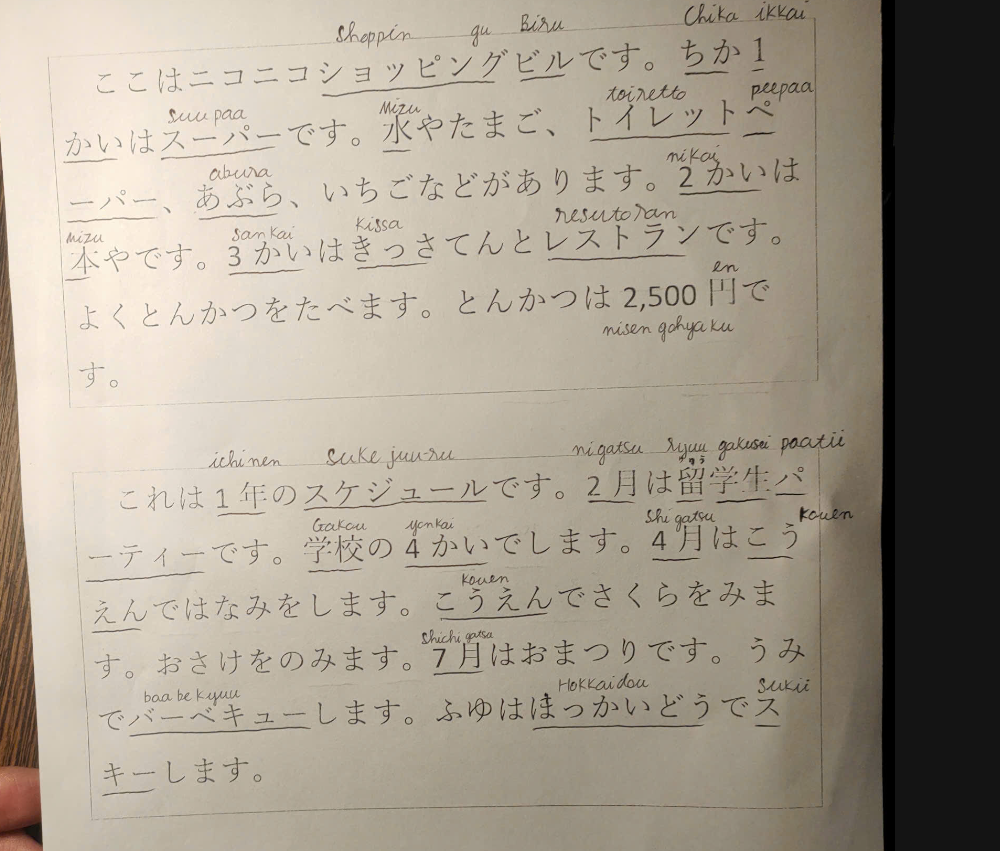 Shoppin gu Biru Chika ikkai
ここはニコニコショッピングビルです。ちか 1
suu paa Mizu toiretto peepaa
かいはスーパーです。水やたまご、トイレットペ
abura nikai
ーパー、あぶら、いちごなどがあります。2 かいは
Mizu san kai Kissa resutoran
本やです。3 かいはきっさてんとレストランです。
en
よくとんかつをたべます。とんかつは 2,500 円で
nisen gohyaku
す。
ichi nen suke juu-ru ni gatsu ryuu gakusei paatii
りゅう
これは 1 年のスケジュールです。2 月は留学生パ
Gakou yonkai Shi gatsu kouen
ーティーです。学校の 4 かいでします。4 月はこう
kouen
えんではなみをします。こうえんでさくらをみま
Shichi gatsa
す。おさけをのみます。7 月はおまつりです。うみ
baa be kyuu Hokkaidou sukii
でバーベキューします。ふゆはほっかいどうでス
キーします。